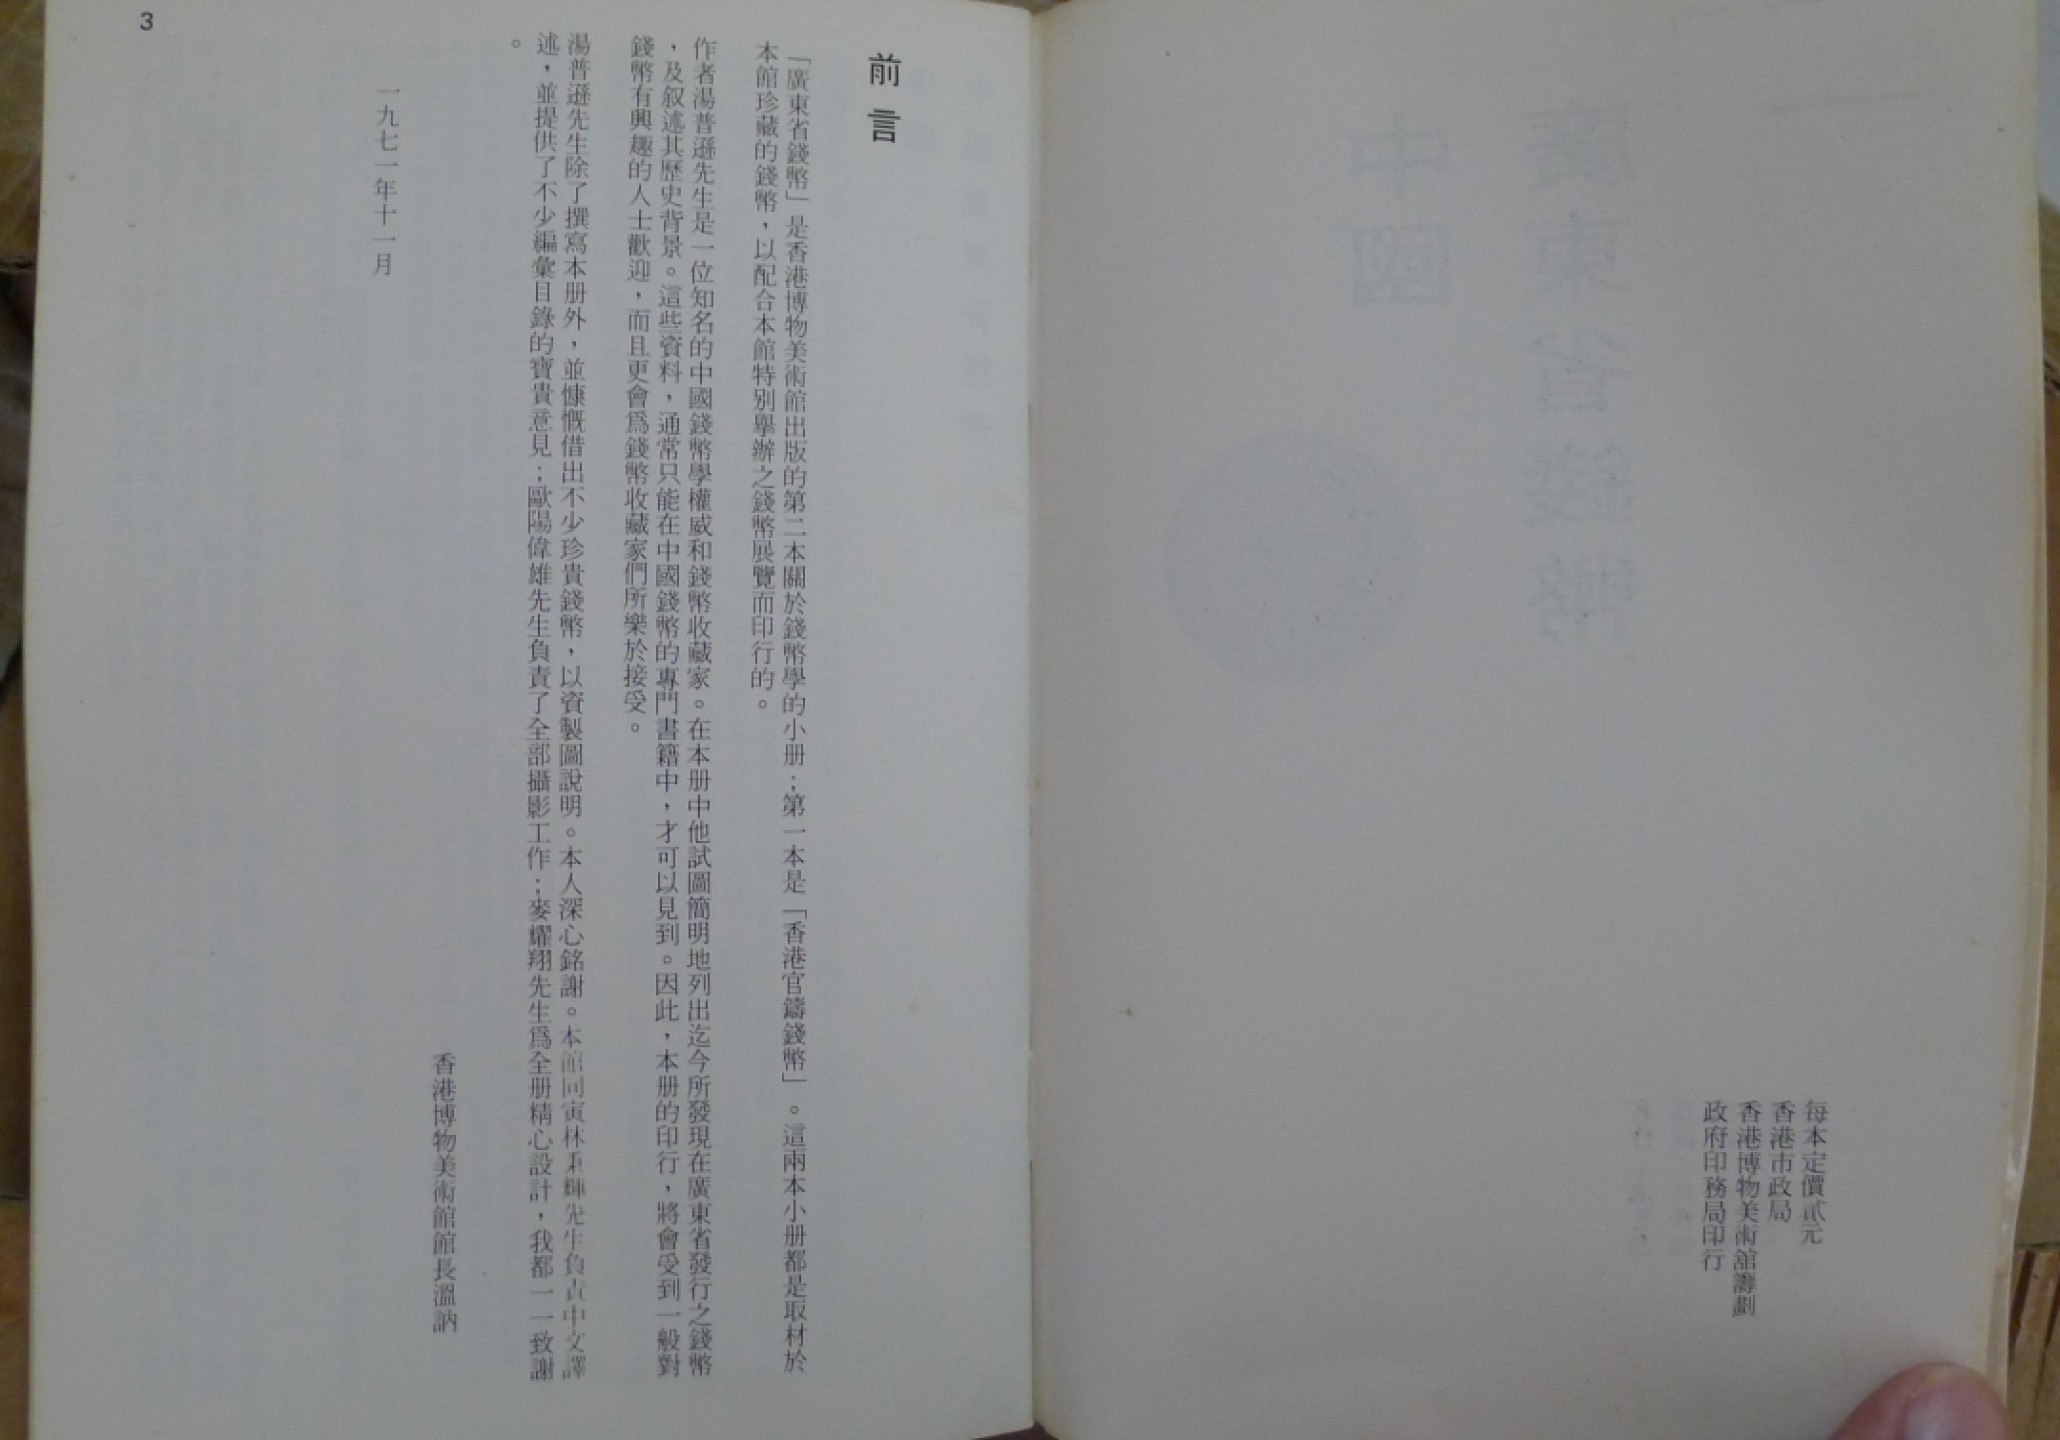 每本定價貳元
香港市政局
香港博物美術館籌劃
政府印務局印行
中國
廣東省錢幣
前言
「廣東省錢幣」是香港博物美術館出版的第二本關於錢幣學的小册；第一本是「香港官鑄錢幣」。這兩本小册都是取材於
本館珍藏的錢幣，以配合本館特別舉辦之錢幣展覽而印行的。
作者湯普遜先生是一位知名的中國錢幣學權威和錢幣收藏家。在本册中他試圖簡明地列出迄今所發現在廣東省發行之錢幣
，及叙述其歷史背景。這些資料，通常只能在中國錢幣的專門書籍中，才可以見到。因此，本册的印行，將會受到一般對
錢幣有興趣的人士歡迎，而且更會爲錢幣收藏家們所樂於接受。
湯普遜先生除了撰寫本册外，並慷慨借出不少珍貴錢幣，以資製圖說明。本人深心銘謝。本館同寅林秉輝先生負責中文譯
述，並提供了不少編彙目錄的寶貴意見；歐陽偉雄先生負責了全部攝影工作；麥耀翔先生爲全册精心設計，我都一一致謝
。
香港博物美術館館長溫訥
一九七一年十一月
3